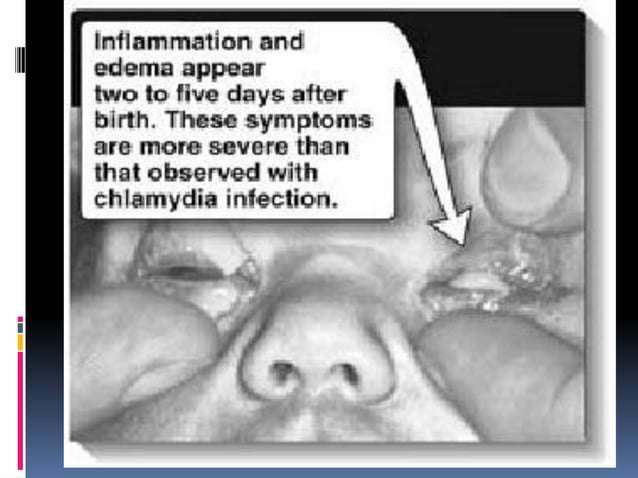 Inflammation and
edema appear
two to five days after
birth. These symptoms
are more severe than
that observed with
chlamydia infection.